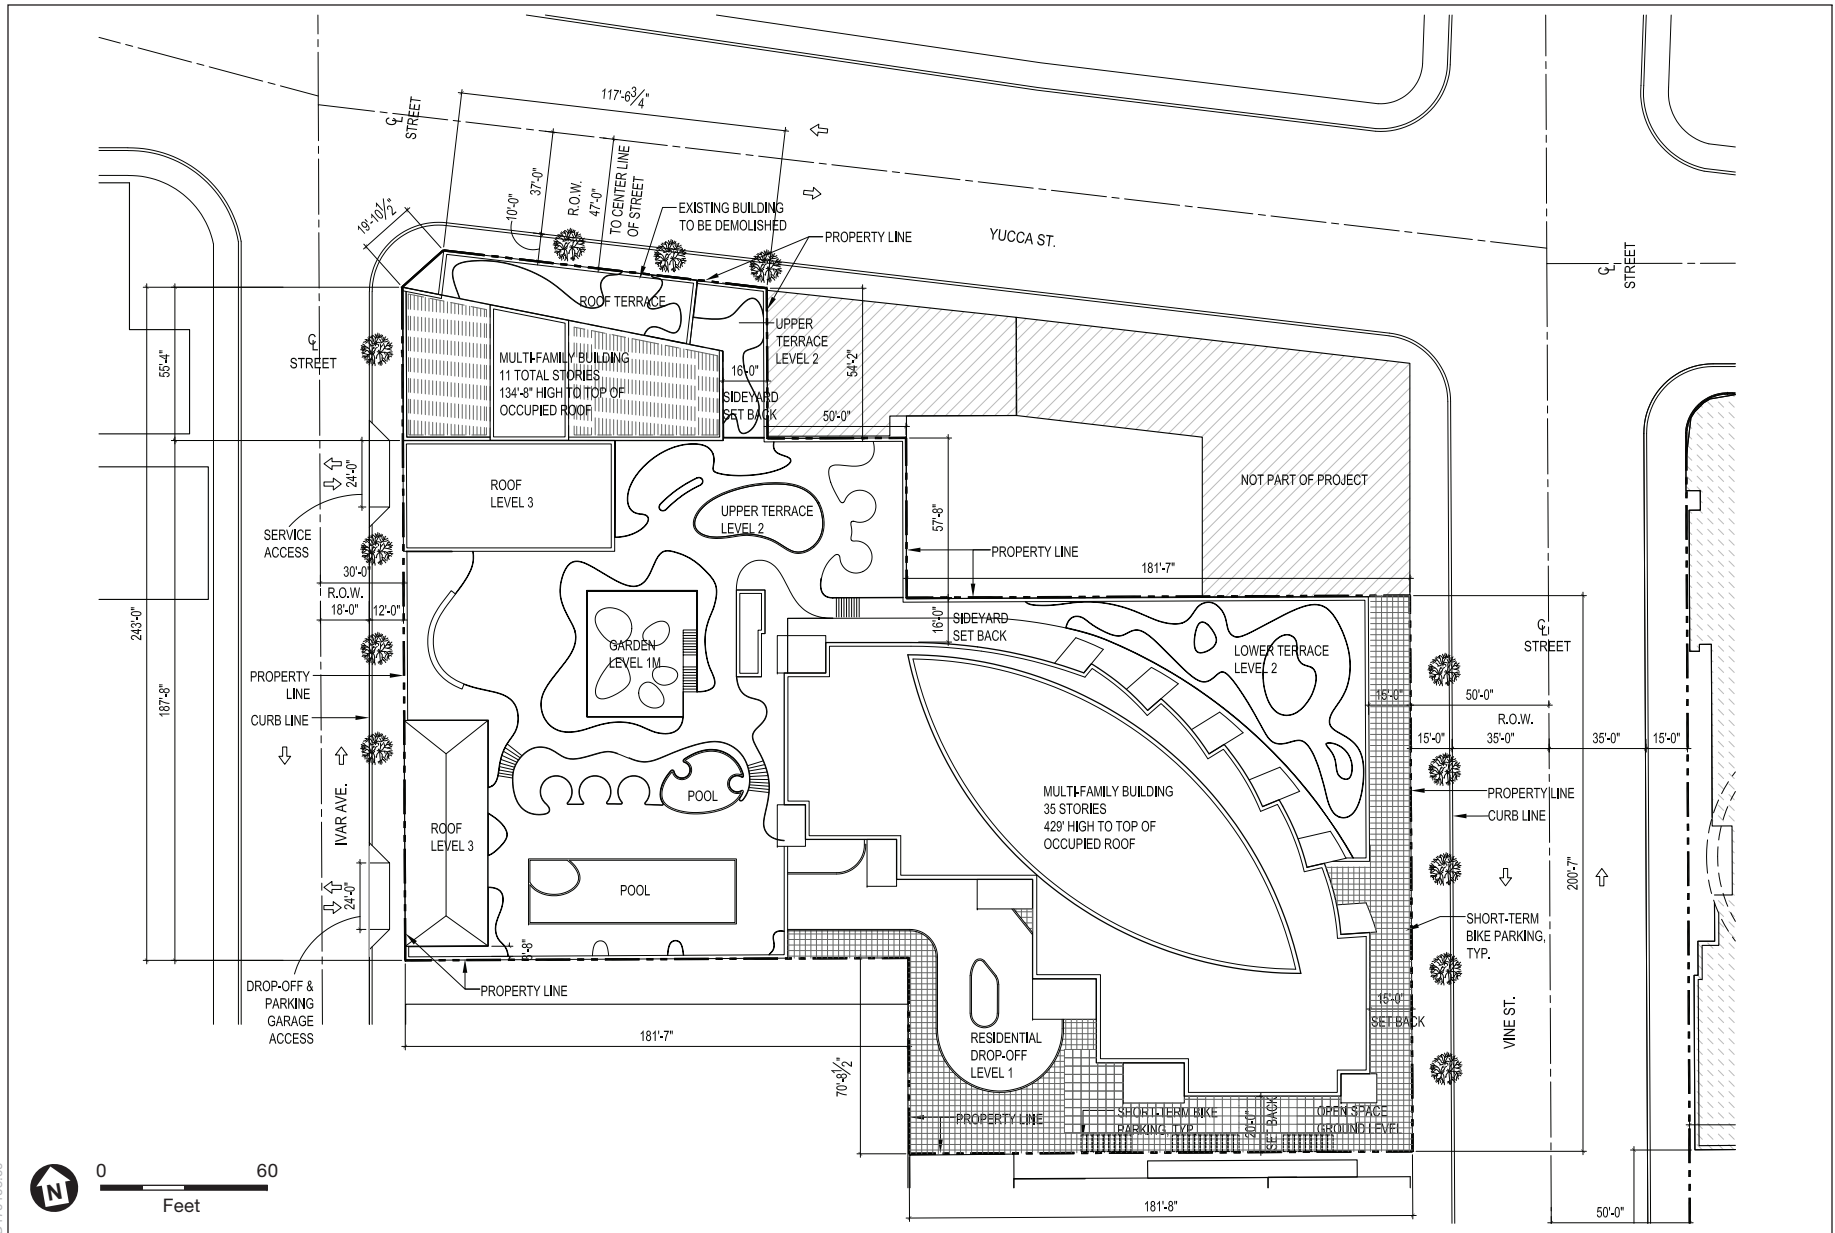 117'-6 3/4"
C L
STREET
19'-10 1/2"
10'-0"
37'-0"
R.O.W.
47'-0"
TO CENTER LINE
OF STREET
EXISTING BUILDING
TO BE DEMOLISHED
PROPERTY LINE
YUCCA ST.
C L
STREET
ROOF TERRACE
UPPER
TERRACE
LEVEL 2
C L
STREET
55'-4"
MULTI-FAMILY BUILDING
11 TOTAL STORIES
134'-8" HIGH TO TOP OF
OCCUPIED ROOF
16'-0"
SIDEYARD
SET BACK
54'-2"
50'-0"
24'-0"
ROOF
LEVEL 3
UPPER TERRACE
LEVEL 2
57'-8"
NOT PART OF PROJECT
SERVICE
ACCESS
PROPERTY LINE
181'-7"
30'-0"
R.O.W.
18'-0"
12'-0"
243'-0"
187'-8"
16'-0"
SIDEYARD
SET BACK
GARDEN
LEVEL 1M
LOWER TERRACE
LEVEL 2
C L
STREET
PROPERTY
LINE
CURB LINE
15'-0"
50'-0"
R.O.W.
15'-0"
35'-0"
35'-0"
15'-0"
IVAR AVE.
POOL
MULTI-FAMILY BUILDING
35 STORIES
429' HIGH TO TOP OF
OCCUPIED ROOF
PROPERTY LINE
CURB LINE
ROOF
LEVEL 3
POOL
24'-0"
200'-7"
SHORT-TERM
BIKE PARKING,
TYP.
DROP-OFF &
PARKING
GARAGE
ACCESS
PROPERTY LINE
15'-0"
SET BACK
VINE ST.
181'-7"
RESIDENTIAL
DROP-OFF
LEVEL 1
70'-8 1/2"
PROPERTY LINE
SHORT-TERM BIKE
PARKING, TYP
20'-0"
SET BACK
OPEN SPACE
GROUND LEVEL
N
0 60
Feet
181'-8"
50'-0"